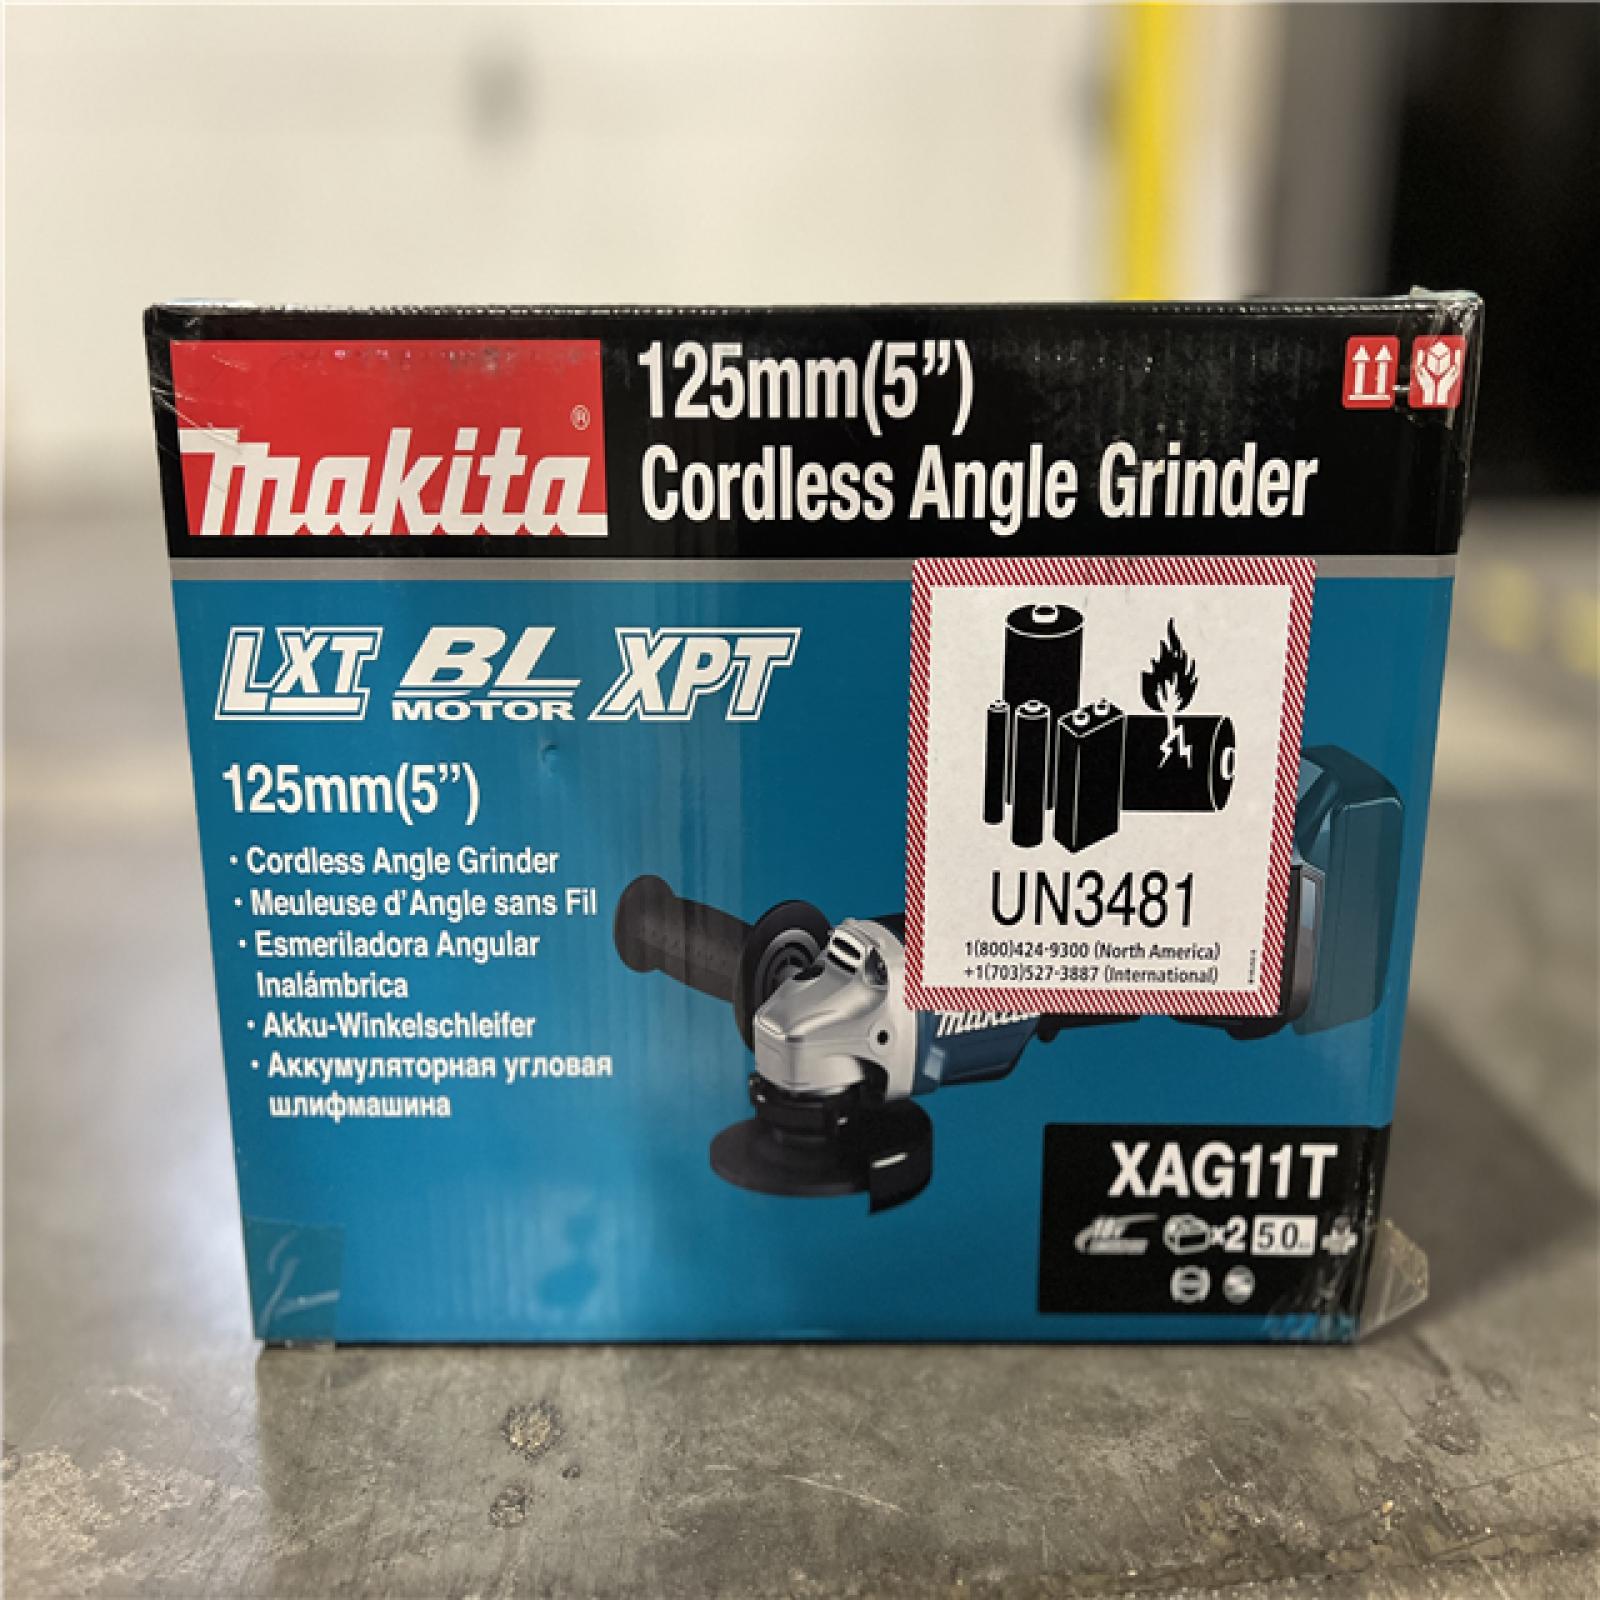 makita®
125mm(5”)
Cordless Angle Grinder
LXT BL MOTOR XPT
125mm(5”)
• Cordless Angle Grinder
• Meuleuse d’Angle sans Fil
• Esmeriladora Angular
Inalámbrica
• Akku-Winkelschleifer
• Аккумуляторная угловая
шлифмашина
UN3481
1(800)424-9300 (North America)
+1(703)527-3887 (International)
makita
XAG11T
x2 5.0